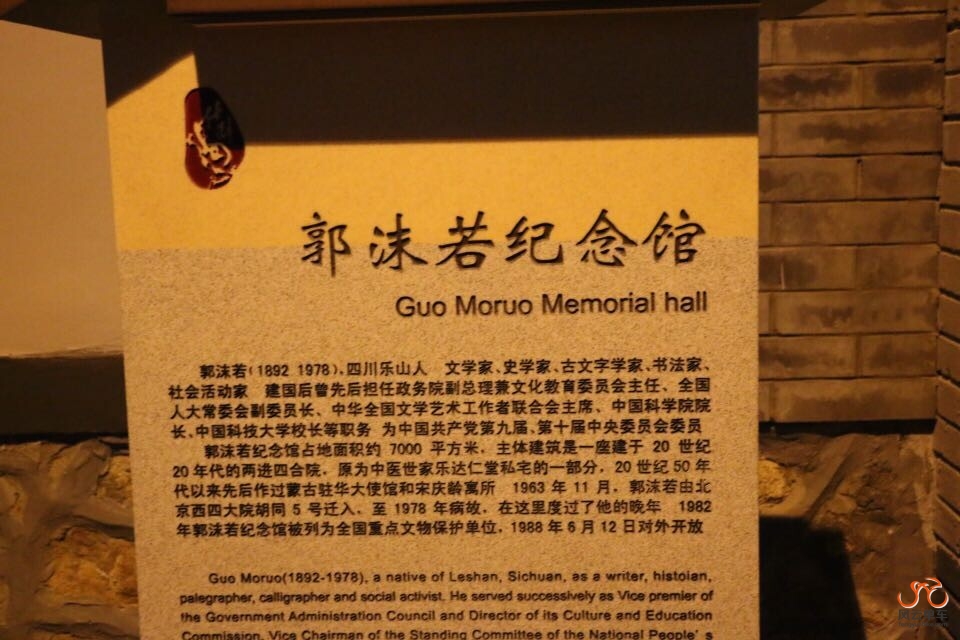 郭沫若纪念馆
Guo Moruo Memorial hall
郭沫若(1892 1978),四川乐山人 文学家、史学家、古文字学家、书法家、
社会活动家 建国后曾先后担任政务院副总理兼文化教育委员会主任、全国
人大常委会副委员长、中华全国文学艺术工作者联合会主席、中国科学院院
长、中国科技大学校长等职务 为中国共产党第九届、第十届中央委员会委员
郭沫若纪念馆占地面积约 7000 平方米，主体建筑是一座建于 20 世纪
20 年代的两进四合院，原为中医世家乐达仁堂私宅的一部分，20 世纪 50 年
代以来先后作过蒙古驻华大使馆和宋庆龄寓所 1963 年 11 月，郭沫若由北
京西四大院胡同 5 号迁入，至 1978 年病故，在这里度过了他的晚年 1982
年郭沫若纪念馆被列为全国重点文物保护单位，1988 年 6 月 12 日对外开放
Guo Moruo(1892-1978), a native of Leshan, Sichuan, as a writer, histoian,
palegrapher, calligrapher and social activist. He served successively as Vice premier of
the Government Administration Council and Director of its Culture and Education
Commission, Vice Chairman of the Standing Committee of the National People's